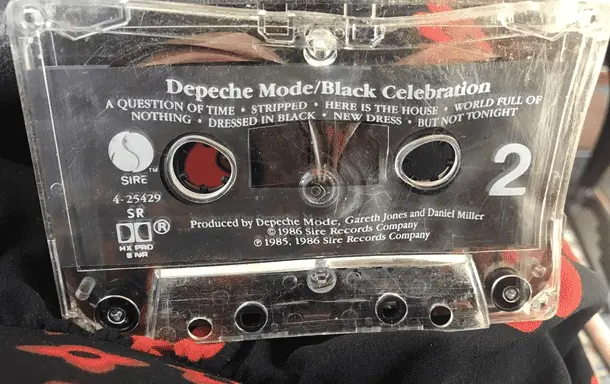 Depeche Mode/Black Celebration
A QUESTION OF TIME • STRIPPED • HERE IS THE HOUSE • WORLD FULL OF
NOTHING • DRESSED IN BLACK • NEW DRESS • BUT NOT TONIGHT
SIRE™
4-25429
SR
2
HX PRO
B NR
®
Produced by Depeche Mode, Gareth Jones and Daniel Miller
©1986 Sire Records Company
℗ 1985, 1986 Sire Records Company